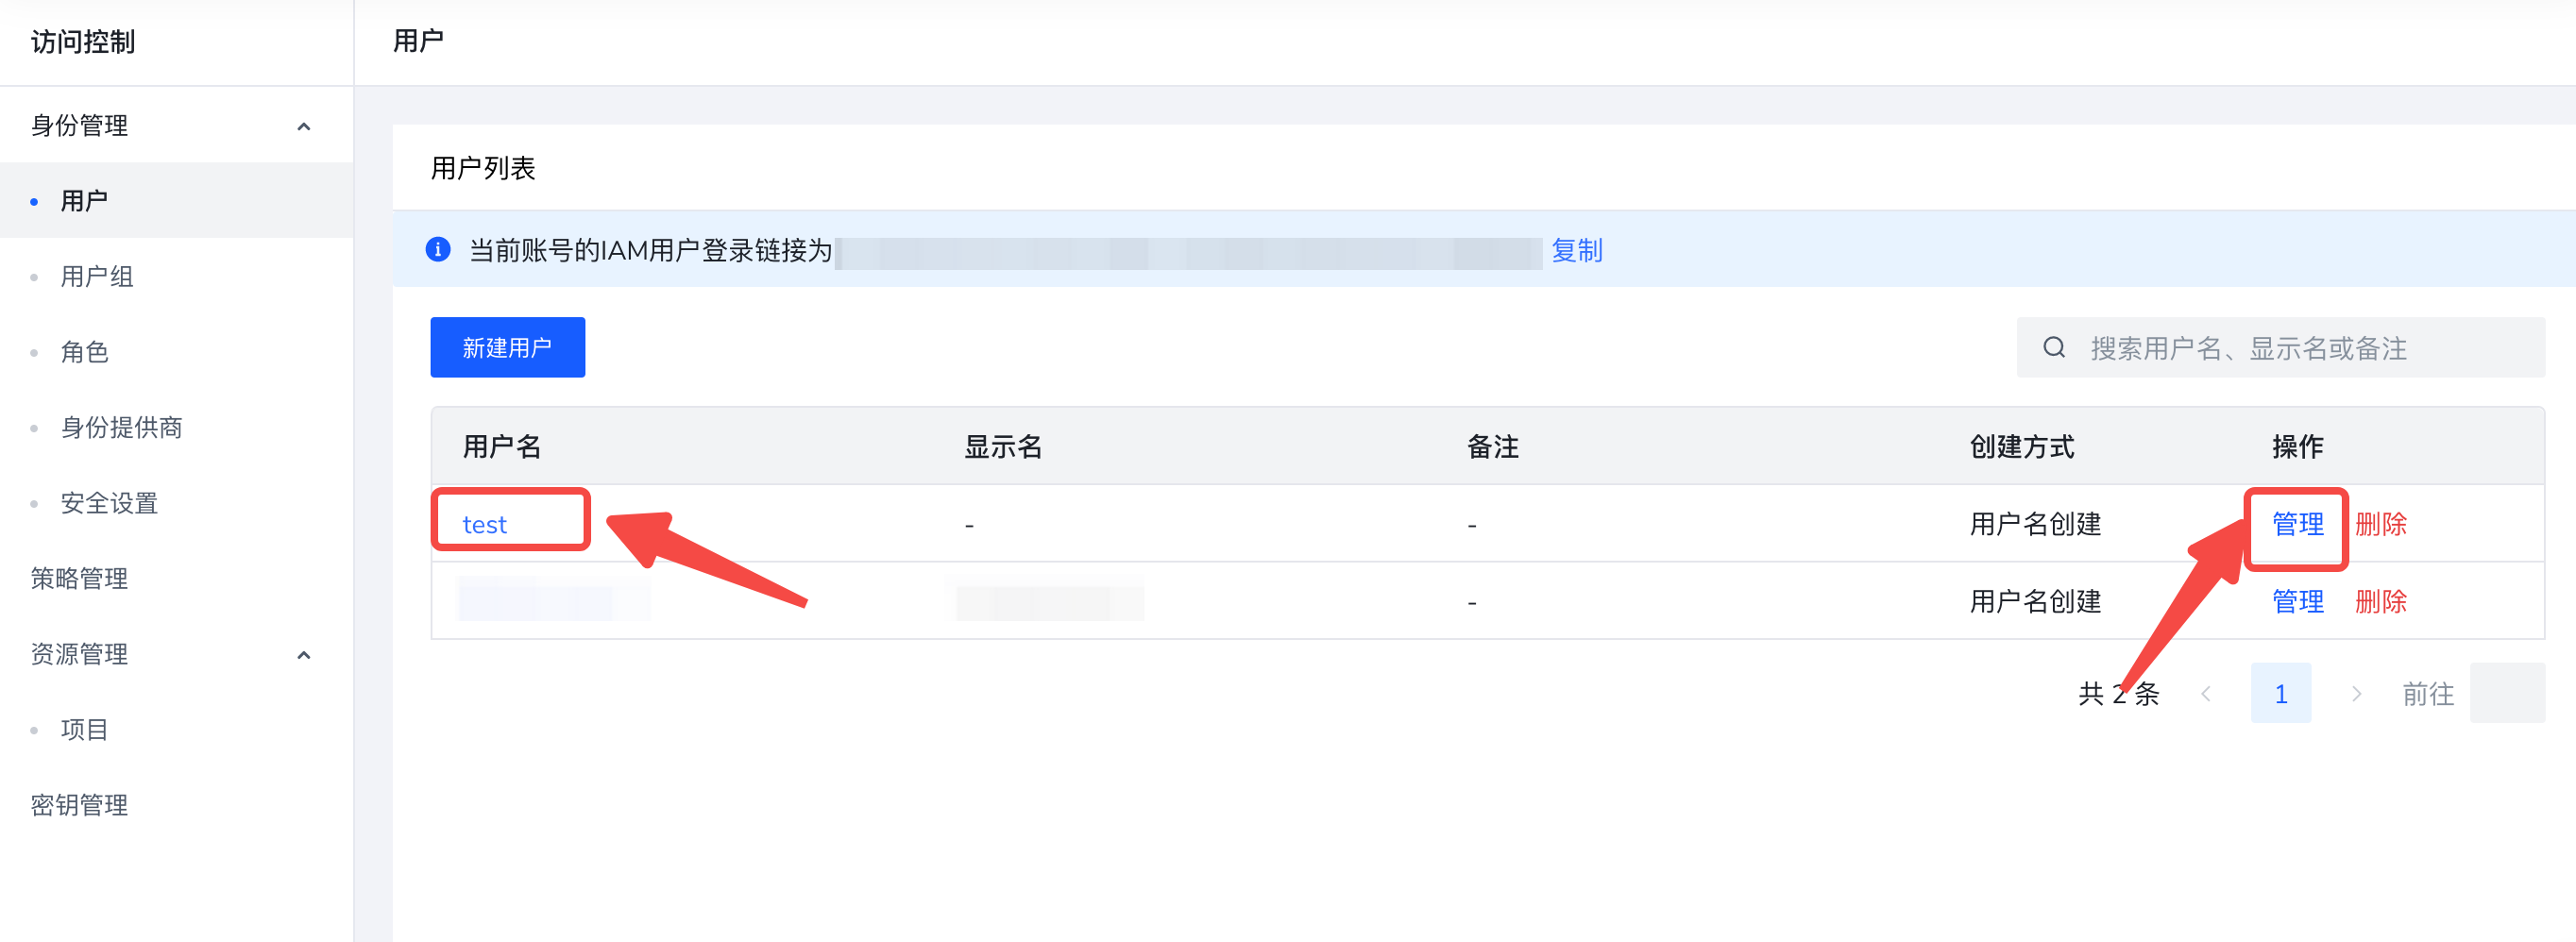 访问控制
用户
身份管理
用户
用户组
角色
身份提供商
安全设置
策略管理
资源管理
项目
密钥管理
用户列表
当前账号的IAM用户登录链接为 复制
新建用户
搜索用户名、显示名或备注
用户名 显示名 备注 创建方式 操作
test - - 用户名创建 管理 删除
- 用户名创建 管理 删除
共 2 条 1 前往